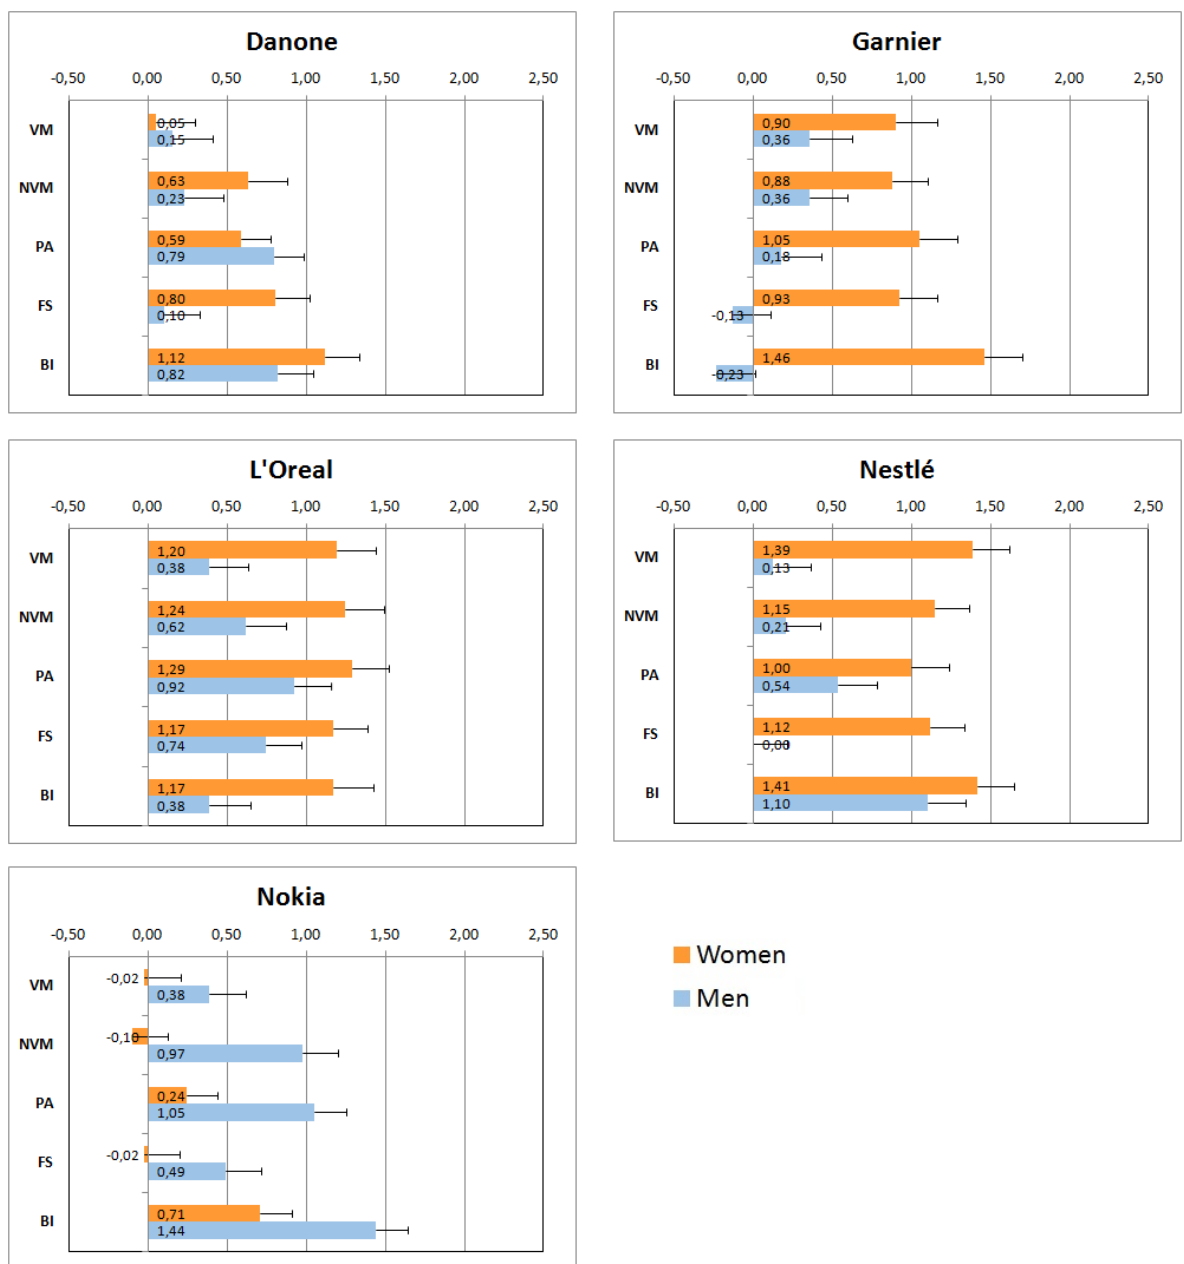 Danone
-0,50 0,00 0,50 1,00 1,50 2,00 2,50
VM
0,05
0,15
NVM
0,63
0,23
PA
0,59
0,79
FS
0,80
0,10
BI
1,12
0,82
Garnier
-0,50 0,00 0,50 1,00 1,50 2,00 2,50
VM
0,90
0,36
NVM
0,88
0,36
PA
1,05
0,18
FS
0,93
-0,13
BI
1,46
-0,23
L'Oreal
-0,50 0,00 0,50 1,00 1,50 2,00 2,50
VM
1,20
0,38
NVM
1,24
0,62
PA
1,29
0,92
FS
1,17
0,74
BI
1,17
0,38
Nestlé
-0,50 0,00 0,50 1,00 1,50 2,00 2,50
VM
1,39
0,13
NVM
1,15
0,21
PA
1,00
0,54
FS
1,12
0,00
BI
1,41
1,10
Nokia
-0,50 0,00 0,50 1,00 1,50 2,00 2,50
VM
-0,02
0,38
NVM
-0,10
0,97
PA
0,24
1,05
FS
-0,02
0,49
BI
0,71
1,44
Women
Men